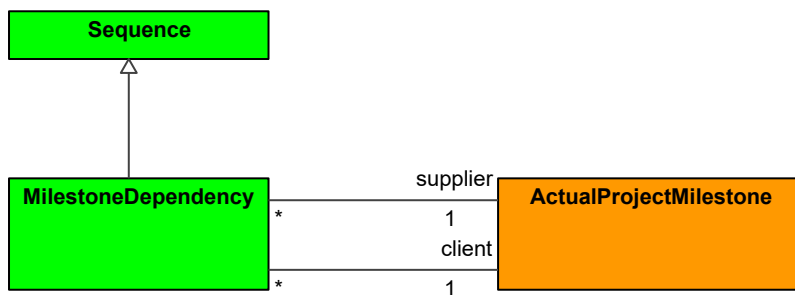 Sequence
MilestoneDependency
supplier
ActualProjectMilestone
* 1
client
* 1